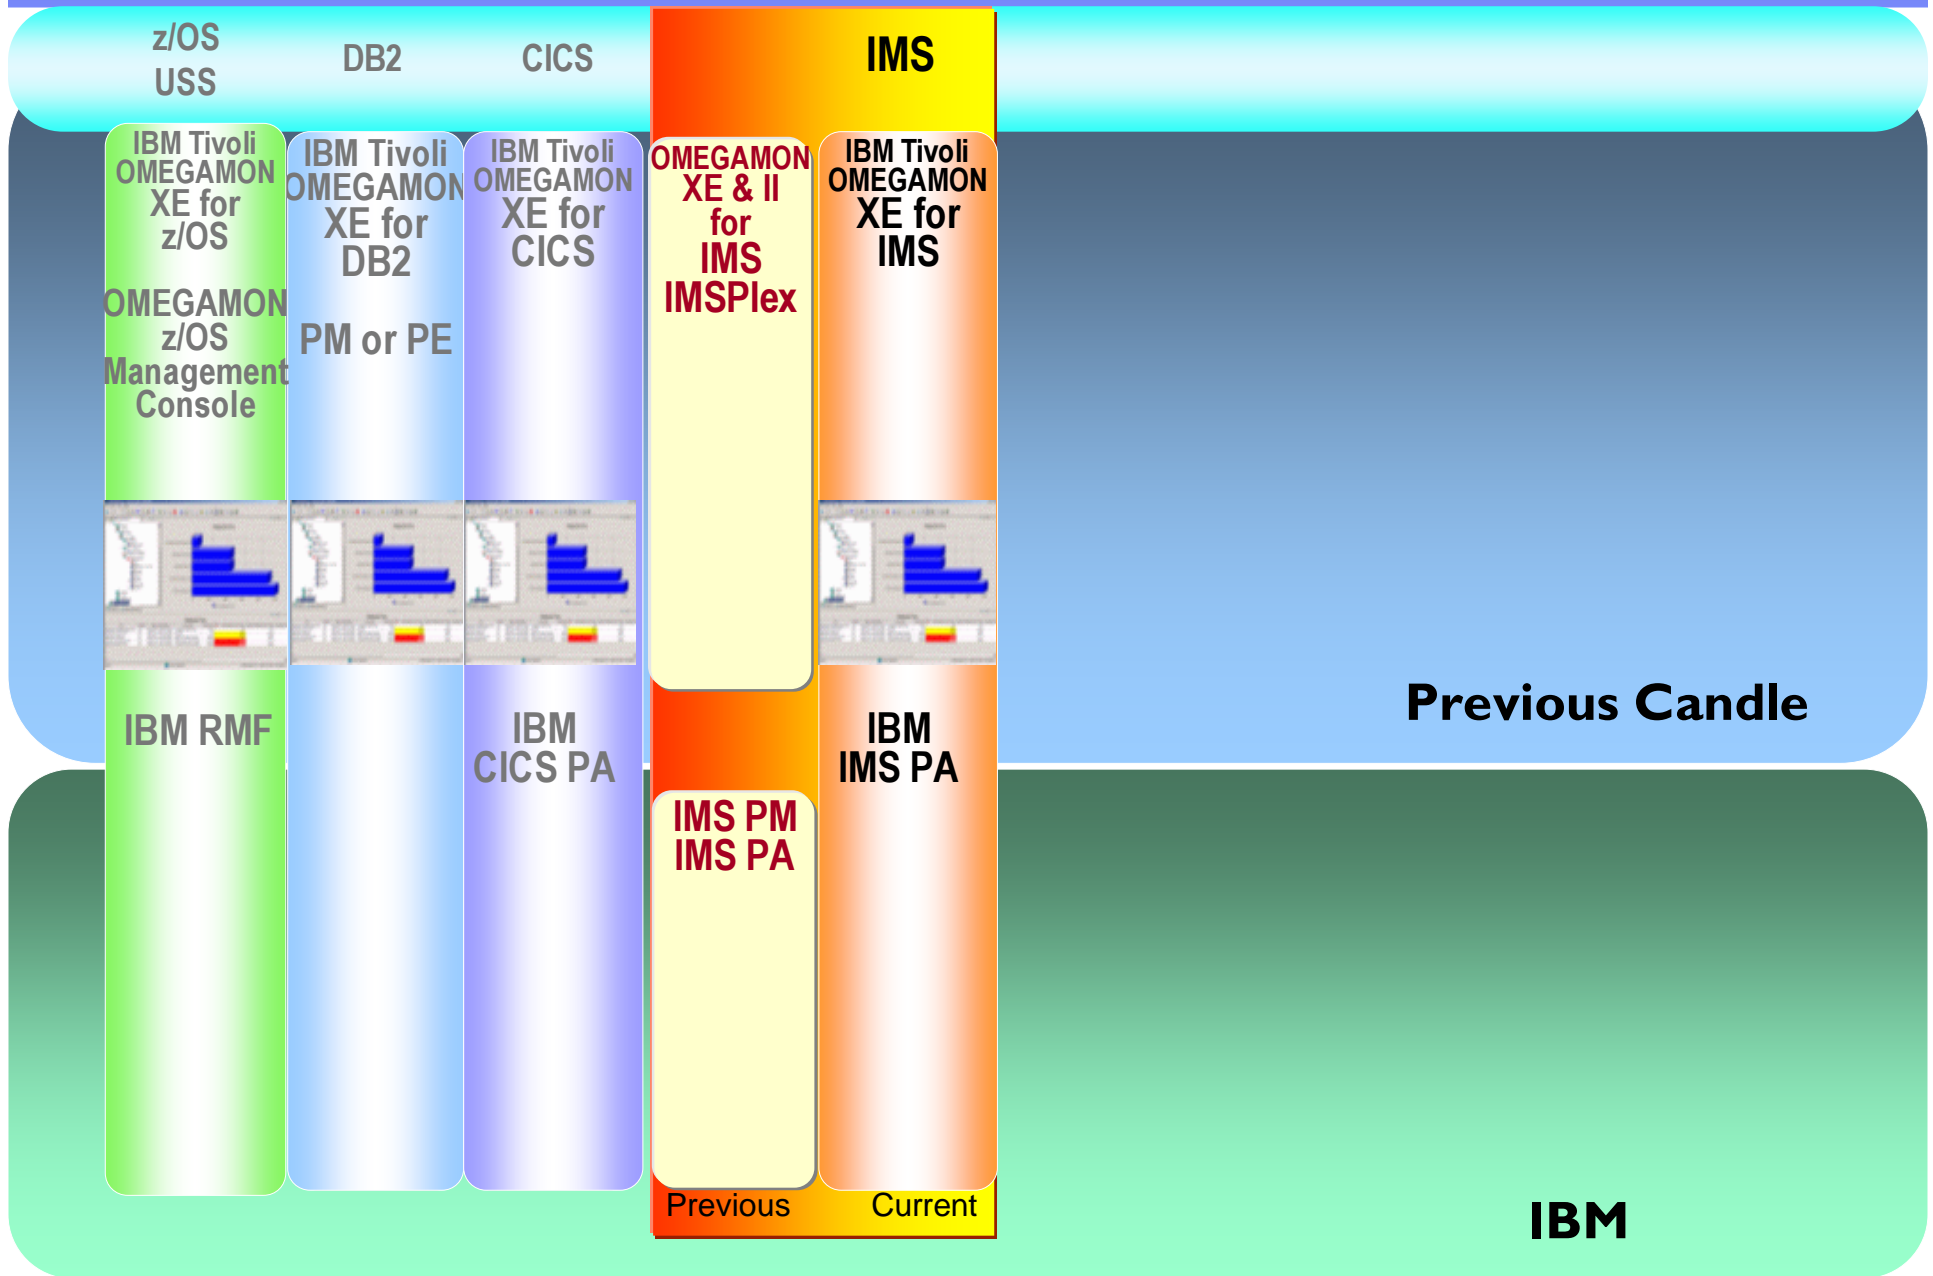 z/OS
USS
DB2
CICS
IMS
IBM Tivoli
OMEGAMON
XE for
z/OS
OMEGAMON
z/OS
Management
Console
IBM RMF
IBM Tivoli
OMEGAMON
XE for
DB2
PM or PE
IBM Tivoli
OMEGAMON
XE for
CICS
IBM
CICS PA
OMEGAMON
XE & II
for
IMS
IMSPlex
IMS PM
IMS PA
Previous
IBM Tivoli
OMEGAMON
XE for
IMS
IBM
IMS PA
Current
Previous Candle
IBM